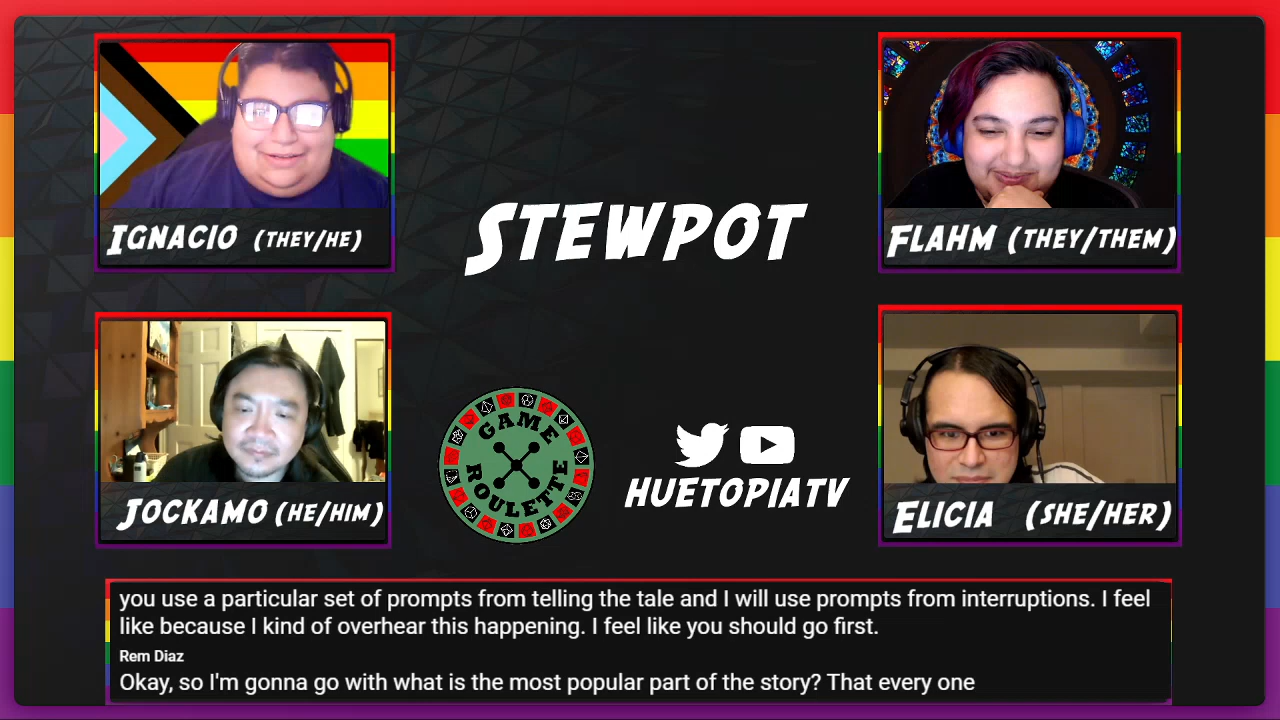 Ignacio (they/he)
Flahm (they/them)
Stewpot
Jockamo (he/him)
GAME
ROULETTE
HUETOPIATV
Elicia (she/her)
you use a particular set of prompts from telling the tale and I will use prompts from interruptions. I feel
like because I kind of overhear this happening. I feel like you should go first.
Rem Diaz
Okay, so I'm gonna go with what is the most popular part of the story? That every one